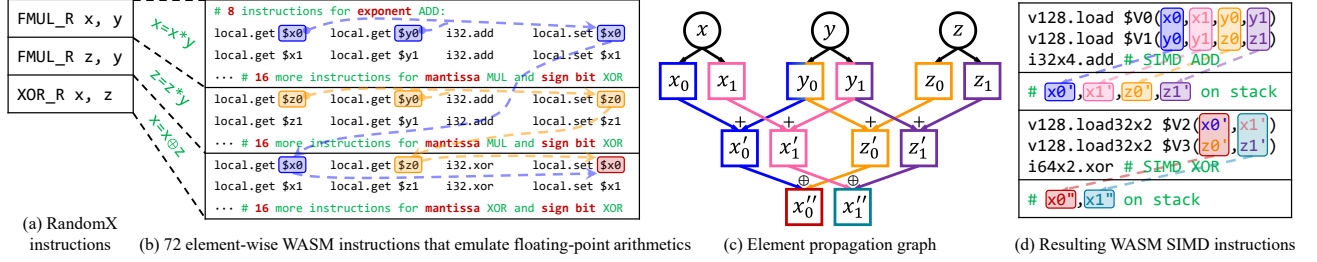 FMUL_R x, y
FMUL_R z, y
XOR_R x, z
x=x*y
z=z*y
x=x⊕z
(a) RandomX
instructions
# 8 instructions for exponent ADD:
local.get $x0 local.get $y0 i32.add local.set $x0
local.get $x1 local.get $y1 i32.add local.set $x1
··· # 16 more instructions for mantissa MUL and sign bit XOR
local.get $z0 local.get $y0 i32.add local.set $z0
local.get $z1 local.get $y1 i32.add local.set $z1
··· # 16 more instructions for mantissa MUL and sign bit XOR
local.get $x0 local.get $z0 i32.xor local.set $x0
local.get $x1 local.get $z1 i32.xor local.set $x1
··· # 16 more instructions for mantissa XOR and sign bit XOR
(b) 72 element-wise WASM instructions that emulate floating-point arithmetics
x y z
x₀ x₁ y₀ y₁ z₀ z₁
+ + + +
x₀′ x₁′ z₀′ z₁′
⊕ ⊕
x₀′′ x₁′′
(c) Element propagation graph
v128.load $V0(x0,x1,y0,y1)
v128.load $V1(y0,y1,z0,z1)
i32x4.add # SIMD ADD
# x0',x1',z0',z1' on stack
v128.load32x2 $V2(x0',x1')
v128.load32x2 $V3(z0',z1')
i64x2.xor # SIMD XOR
# x0",x1" on stack
(d) Resulting WASM SIMD instructions